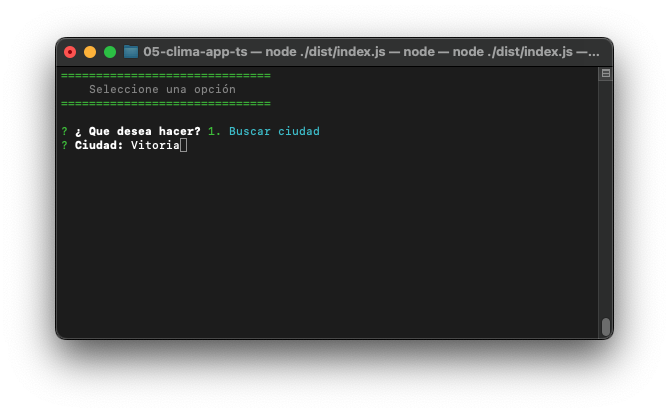 05-clima-app-ts — node ./dist/index.js — node — node ./dist/index.js —...
==============================
Seleccione una opción
==============================
? ¿ Que desea hacer? 1. Buscar ciudad
? Ciudad: Vitoria